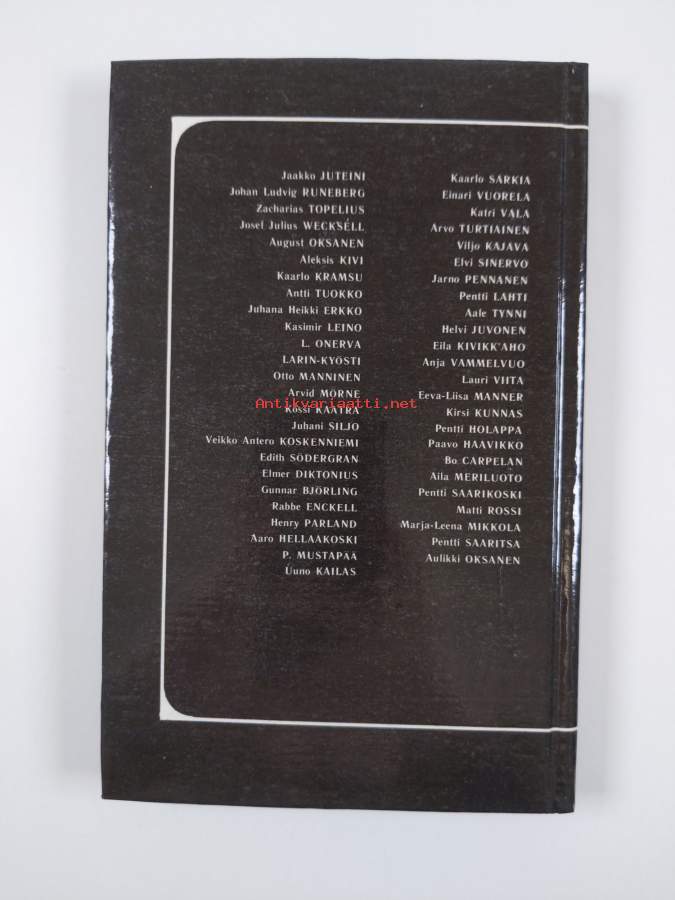 Jaakko JUTEINI
Johan Ludvig RUNEBERG
Zacharias TOPELIUS
Josef Julius WECKSÉLL
August OKSANEN
Aleksis KIVI
Kaarlo KRAMSU
Antti TUOKKO
Juhana Heikki ERKKO
Kasimir LEINO
L. ONERVA
LARIN-KYÖSTI
Otto MANNINEN
Arvid MÖRNE
Kössi KAATRA
Juhani SILJO
Veikko Antero KOSKENNIEMI
Edith SÖDERGRAN
Elmer DIKTONIUS
Gunnar BJÖRLING
Rabbe ENCKELL
Henry PARLAND
Aaro HELLAAKOSKI
P. MUSTAPÄÄ
Uuno KAILAS
Kaarlo SARKIA
Einari VUORELA
Katri VALA
Arvo TURTIAINEN
Viljo KAJAVA
Elvi SINERVO
Jarno PENNANEN
Pentti LAHTI
Aale TYNNI
Helvi JUVONEN
Eila KIVIKK'AHO
Anja VAMMELVUO
Lauri VIITA
Eeva-Liisa MANNER
Kirsi KUNNAS
Pentti HOLAPPA
Paavo HAAVIKKO
Bo CARPELAN
Aila MERILUOTO
Pentti SAARIKOSKI
Matti ROSSI
Marja-Leena MIKKOLA
Pentti SAARITSA
Aulikki OKSANEN
Antikvariaatti.net